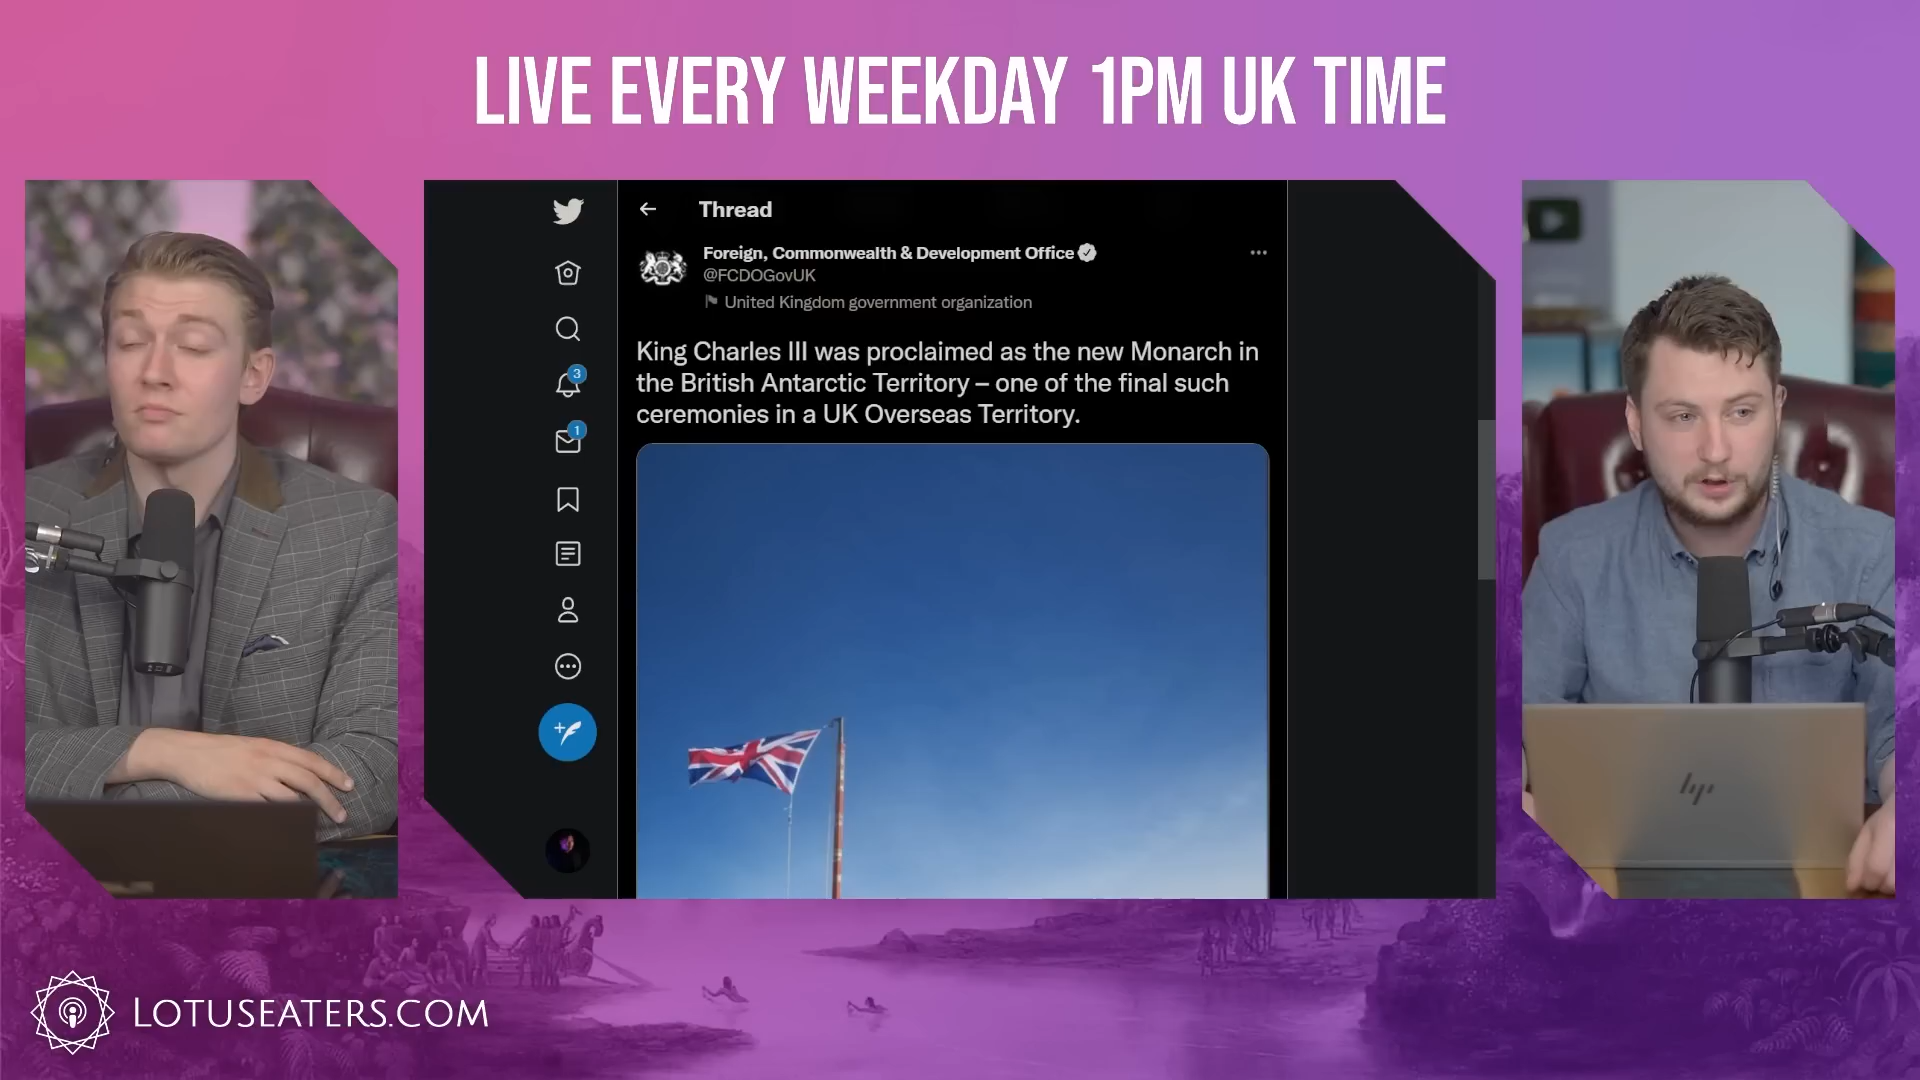 LIVE EVERY WEEKDAY 1PM UK TIME
Thread
Foreign, Commonwealth & Development Office
@FCDOGovUK
United Kingdom government organization
King Charles III was proclaimed as the new Monarch in
the British Antarctic Territory – one of the final such
ceremonies in a UK Overseas Territory.
3
1
hp
LOTUSEATERS.COM